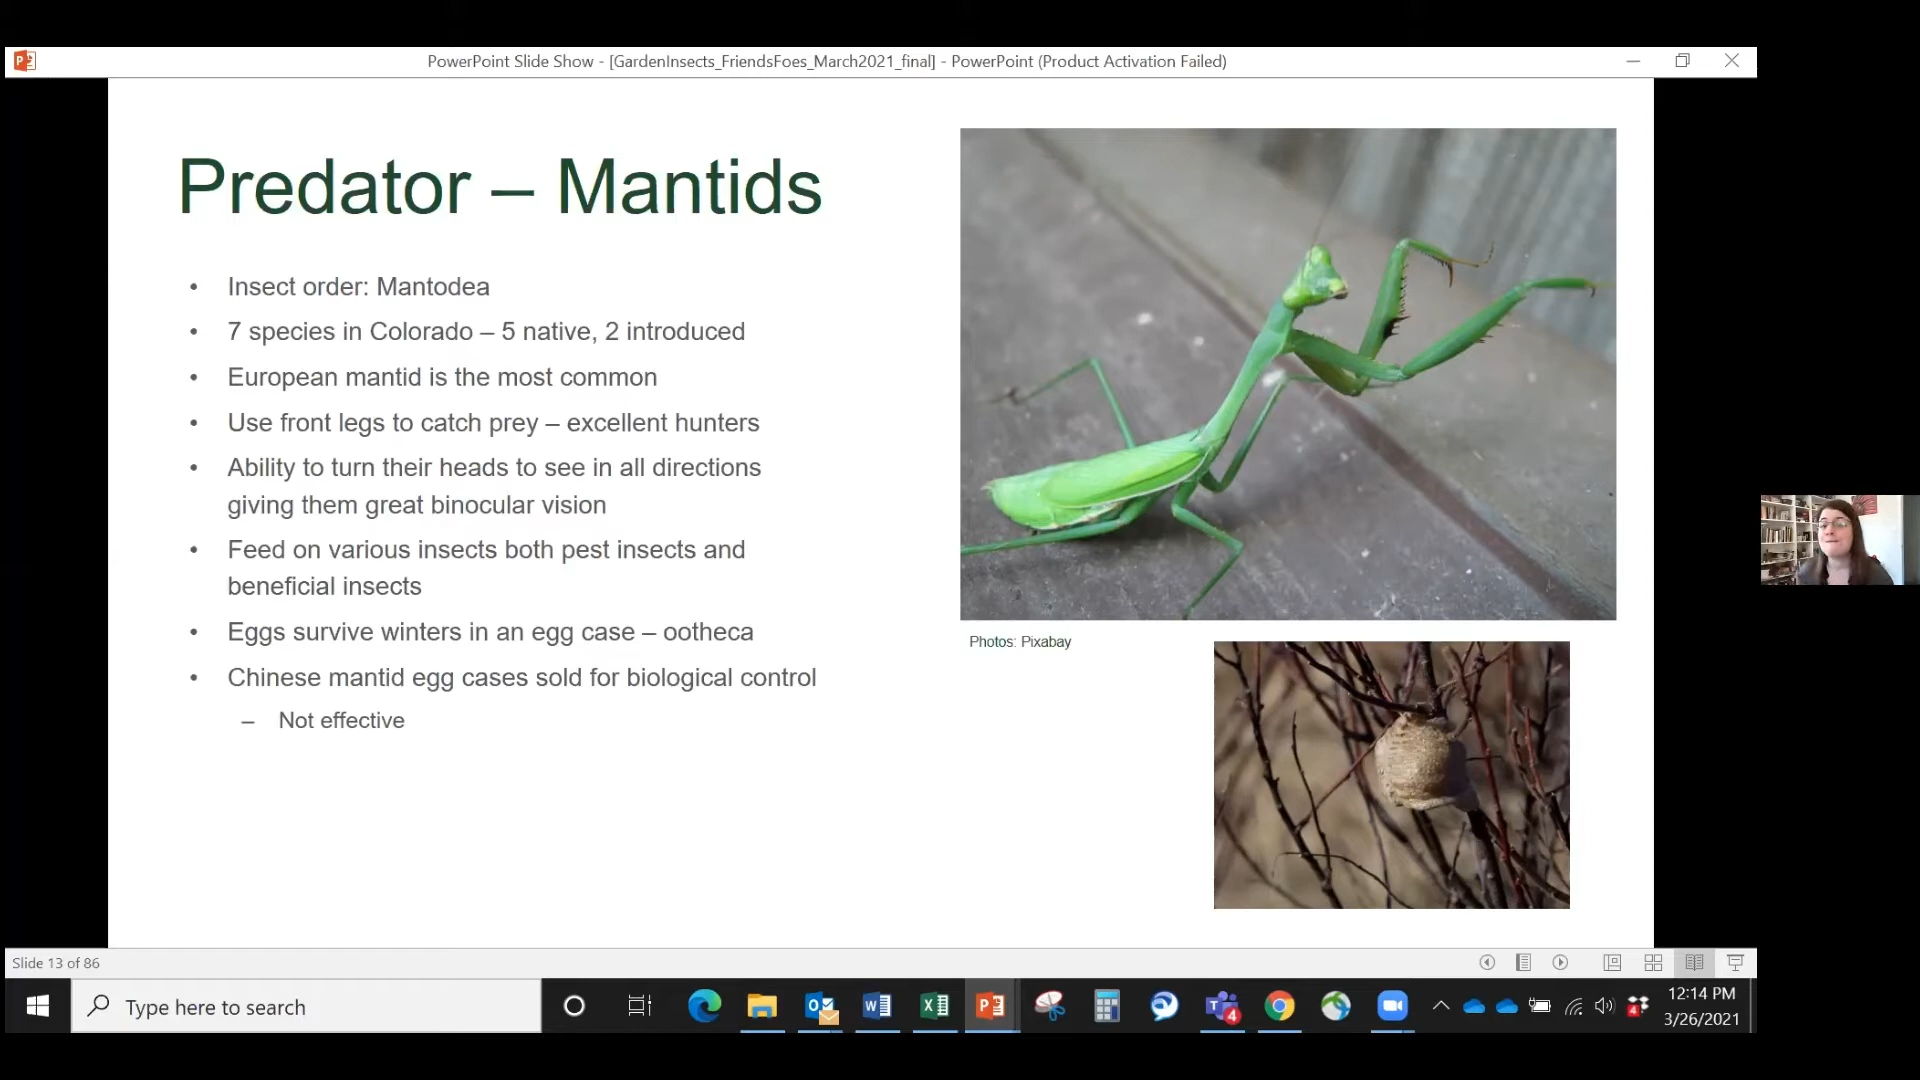 PowerPoint Slide Show - [GardenInsects_FriendsFoes_March2021_final] - PowerPoint (Product Activation Failed)
Predator – Mantids
• Insect order: Mantodea
• 7 species in Colorado – 5 native, 2 introduced
• European mantid is the most common
• Use front legs to catch prey – excellent hunters
• Ability to turn their heads to see in all directions
giving them great binocular vision
• Feed on various insects both pest insects and
beneficial insects
• Eggs survive winters in an egg case – ootheca
• Chinese mantid egg cases sold for biological control
– Not effective
Photos: Pixabay
Slide 13 of 86
Type here to search
4
4
12:14 PM
3/26/2021